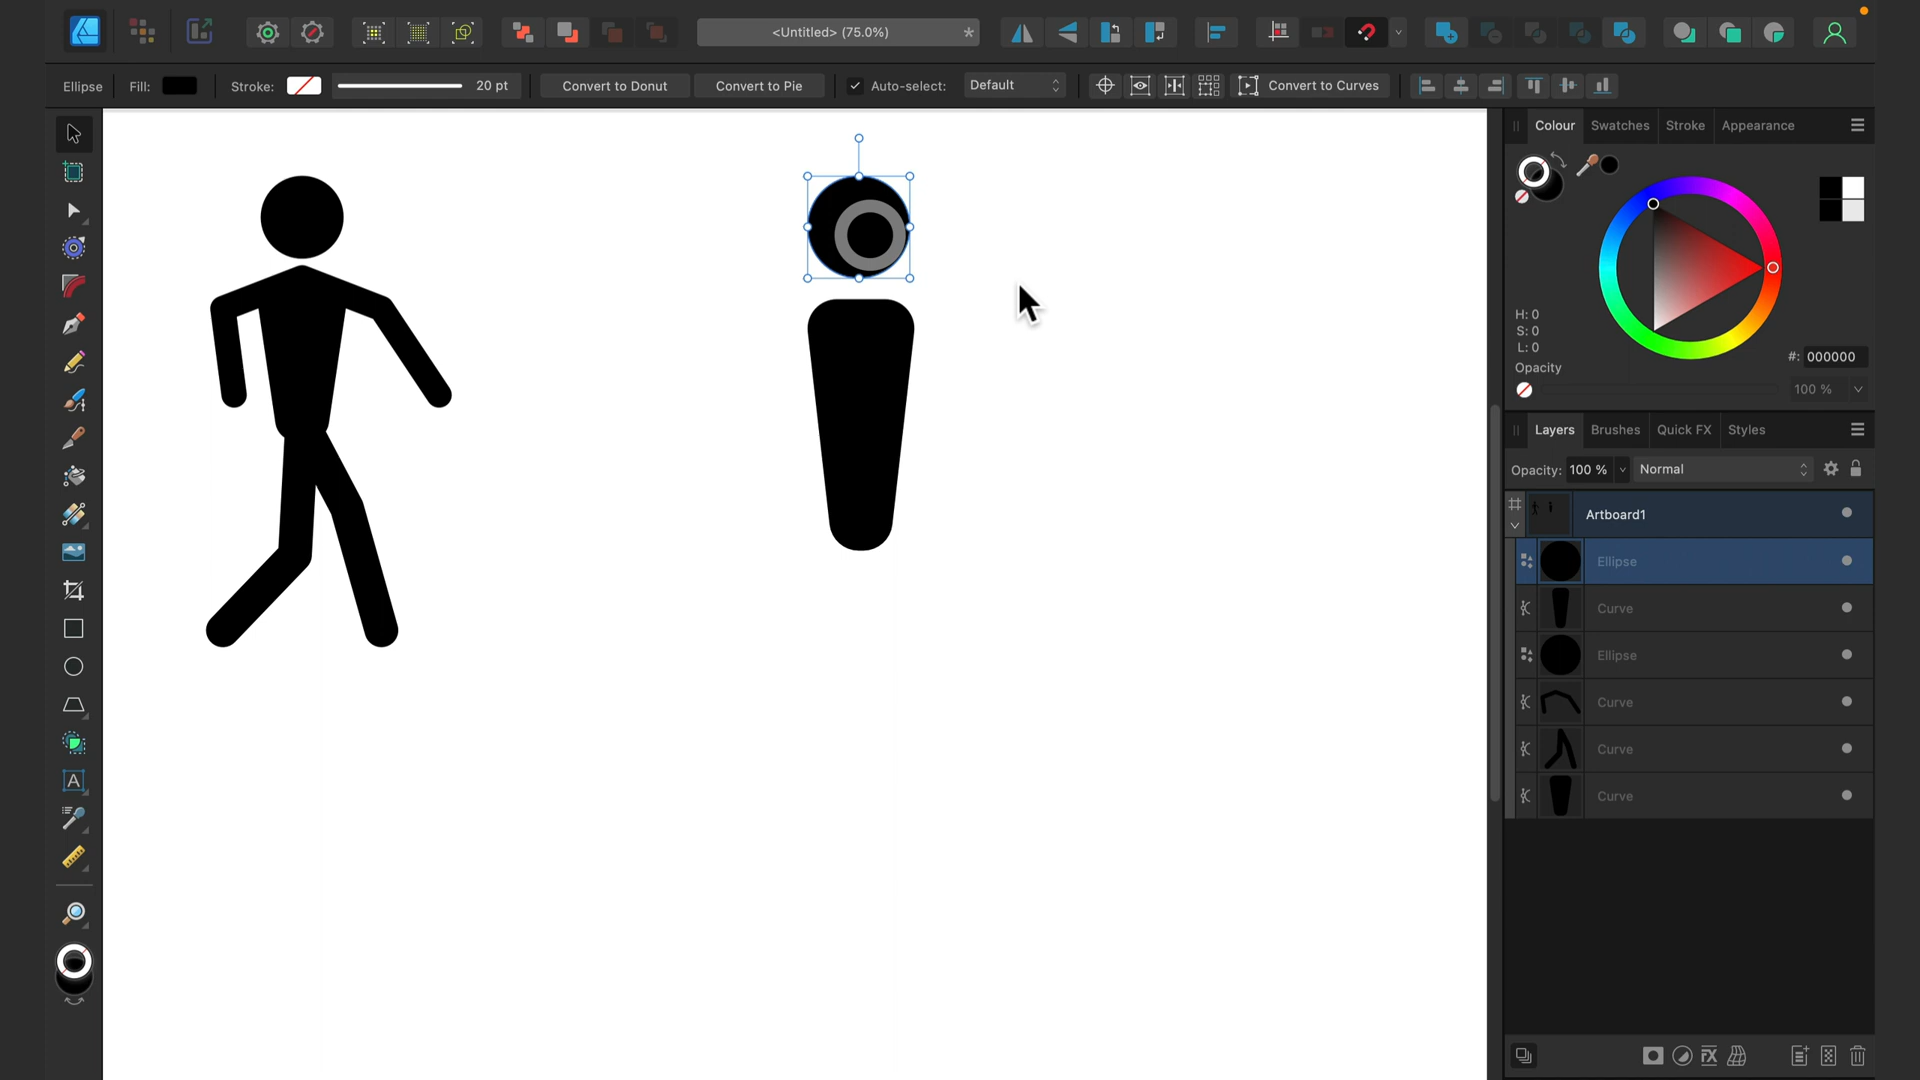 <Untitled> (75.0%)
*
Ellipse
Fill:
Stroke:
20 pt
Convert to Donut
Convert to Pie
Auto-select:
Default
Convert to Curves
Colour
Swatches
Stroke
Appearance
H: 0
S: 0
L: 0
#: 000000
Opacity
100 %
Layers
Brushes
Quick FX
Styles
Opacity: 100 %
Normal
Artboard1
Ellipse
Curve
Ellipse
Curve
Curve
Curve
A
FX